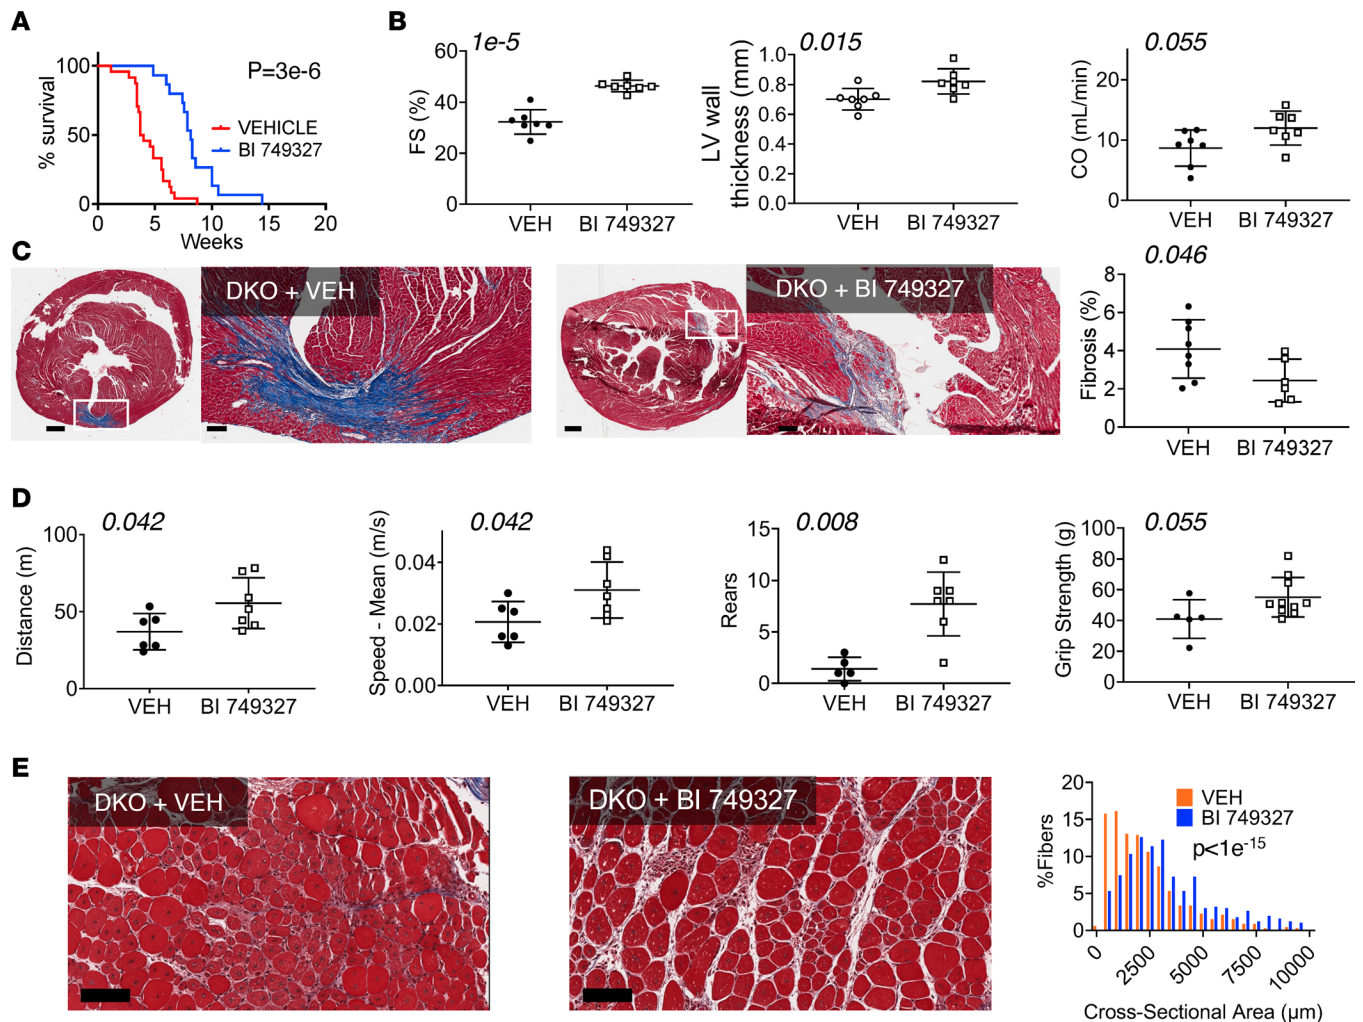 A
% survival
100
50
0
0 5 10 15 20
Weeks
P=3e-6
VEHICLE
BI 749327
B
1e-5
FS (%)
60
40
20
0
VEH BI 749327
0.015
LV wall
thickness (mm)
1.0
0.8
0.6
0.4
0.2
0.0
VEH BI 749327
0.055
CO (mL/min)
20
10
0
VEH BI 749327
C
DKO + VEH
DKO + BI 749327
0.046
Fibrosis (%)
8
6
4
2
0
VEH BI 749327
D
0.042
Distance (m)
100
50
0
VEH BI 749327
0.042
Speed - Mean (m/s)
0.04
0.02
0.00
VEH BI 749327
0.008
Rears
15
10
5
0
VEH BI 749327
0.055
Grip Strength (g)
100
80
60
40
20
0
VEH BI 749327
E
DKO + VEH
DKO + BI 749327
%Fibers
20
15
10
5
0
VEH
BI 749327
p<1e-15
0 2500 5000 7500 10000
Cross-Sectional Area (µm)